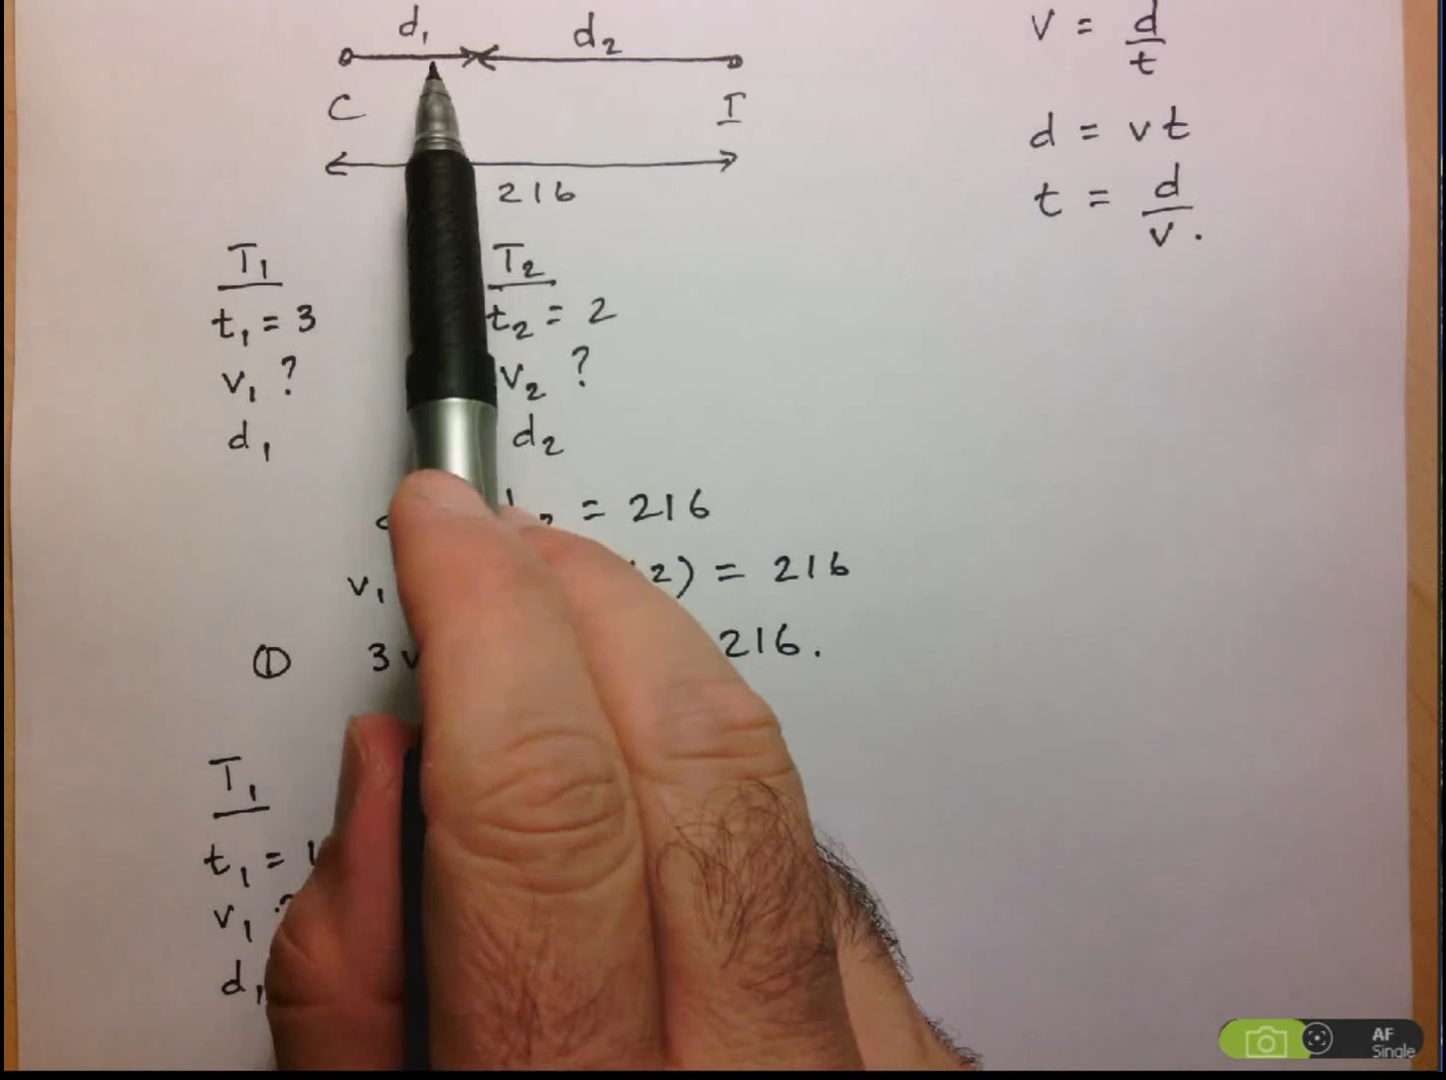 d₁ d₂
C I
216
v = d/t
d = vt
t = d/v.
T₁ T₂
t₁ = 3 t₂ = 2
v₁ ? v₂ ?
d₁ d₂
= 216
v₁ 2) = 216
① 3v 216.
T₁
t₁ =
v₁
d₁
AF
Single